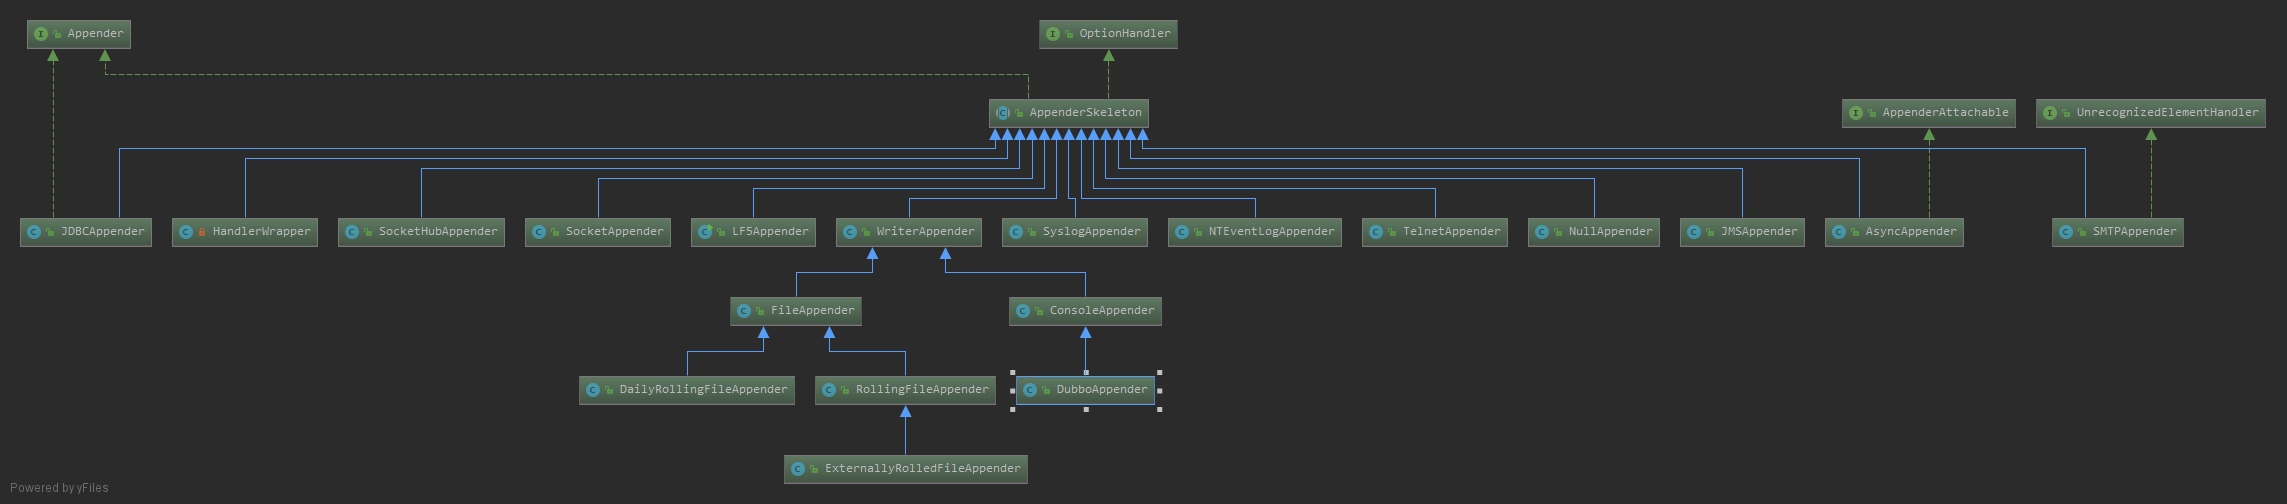 Appender
OptionHandler
AppenderSkeleton
AppenderAttachable
UnrecognizedElementHandler
JDBCAppender
HandlerWrapper
SocketHubAppender
SocketAppender
LF5Appender
WriterAppender
SyslogAppender
NTEventLogAppender
TelnetAppender
NullAppender
JMSAppender
AsyncAppender
SMTPAppender
FileAppender
ConsoleAppender
DailyRollingFileAppender
RollingFileAppender
DubboAppender
ExternallyRolledFileAppender
Powered by yFiles